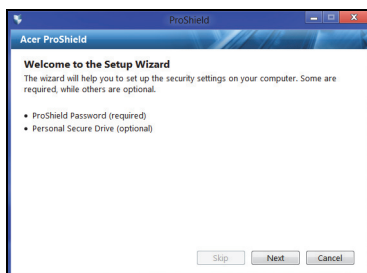 ProShield
Acer ProShield
Welcome to the Setup Wizard
The wizard will help you to set up the security settings on your computer. Some are
required, while others are optional.
• ProShield Password (required)
• Personal Secure Drive (optional)
Skip Next Cancel